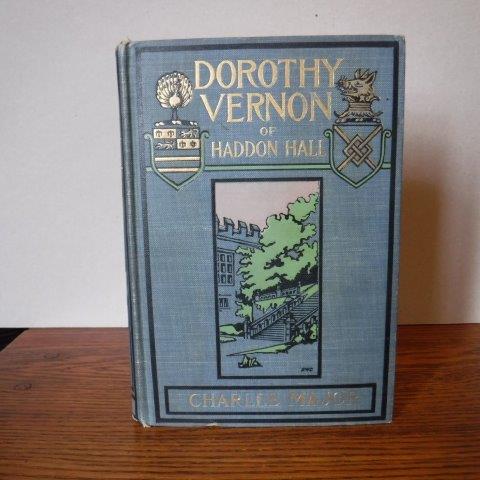 DOROTHY
VERNON
OF
HADDON HALL
CHARLES MAJOR